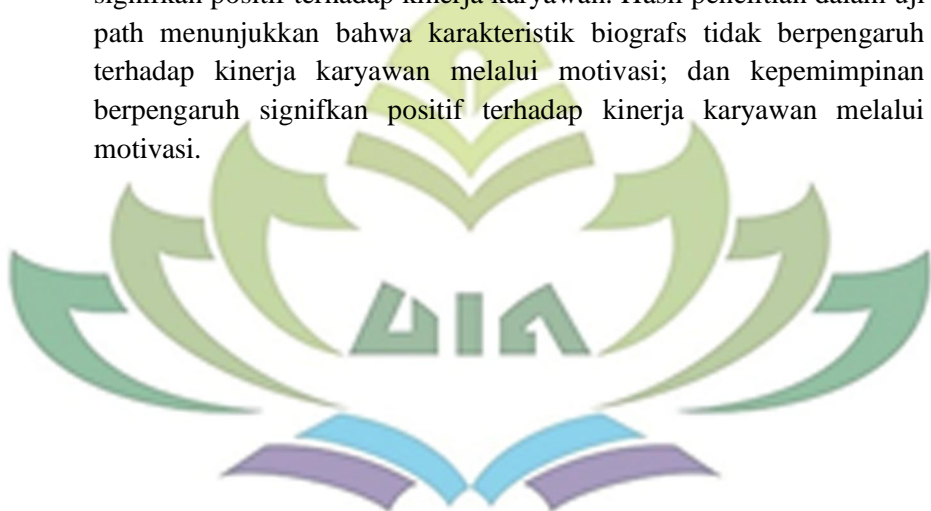 signifkan positif terhadap kinerja karyawan. Hasil penelitian dalam uji
path menunjukkan bahwa karakteristik biografs tidak berpengaruh
terhadap kinerja karyawan melalui motivasi; dan kepemimpinan
berpengaruh signifkan positif terhadap kinerja karyawan melalui
motivasi.